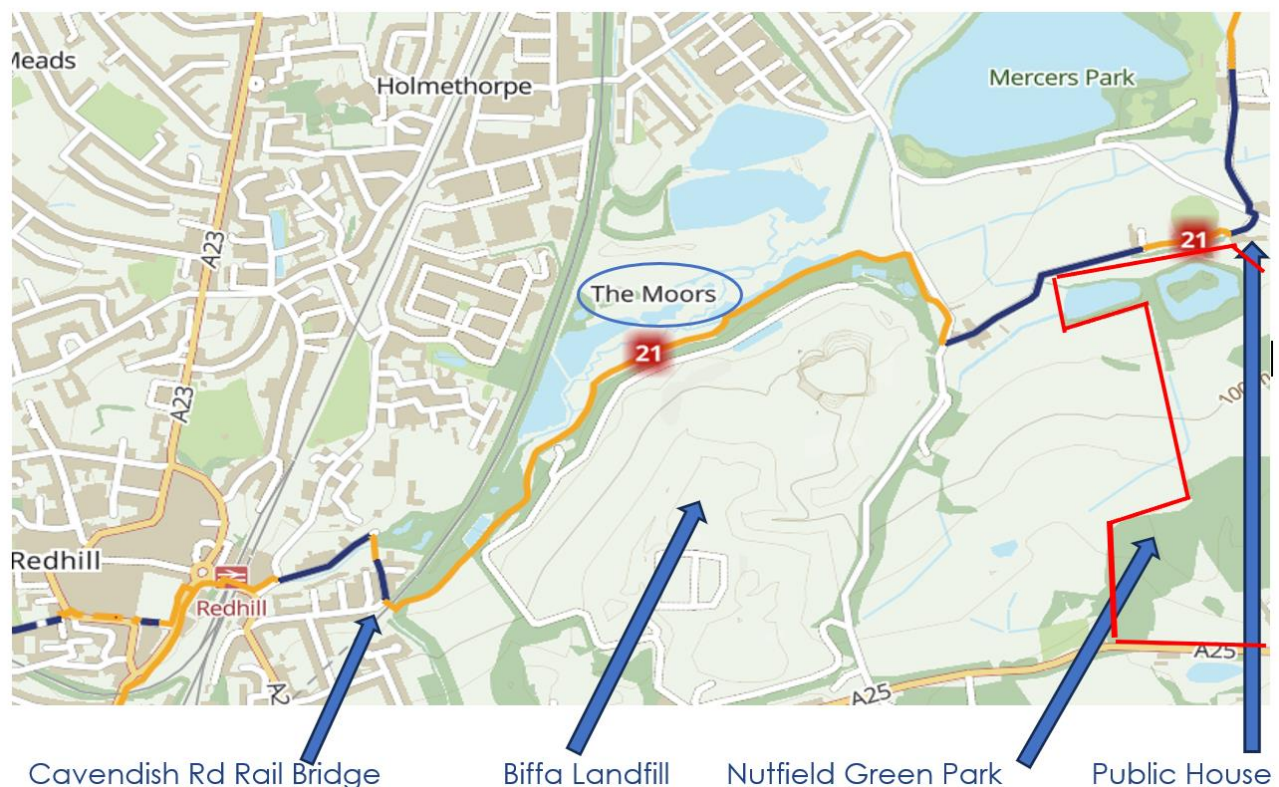 Meads
Holmethorpe
Mercers Park
A23
21
The Moors
21
A23
Redhill
Redhill
A25
A25
Cavendish Rd Rail Bridge
Biffa Landfill
Nutfield Green Park
Public House